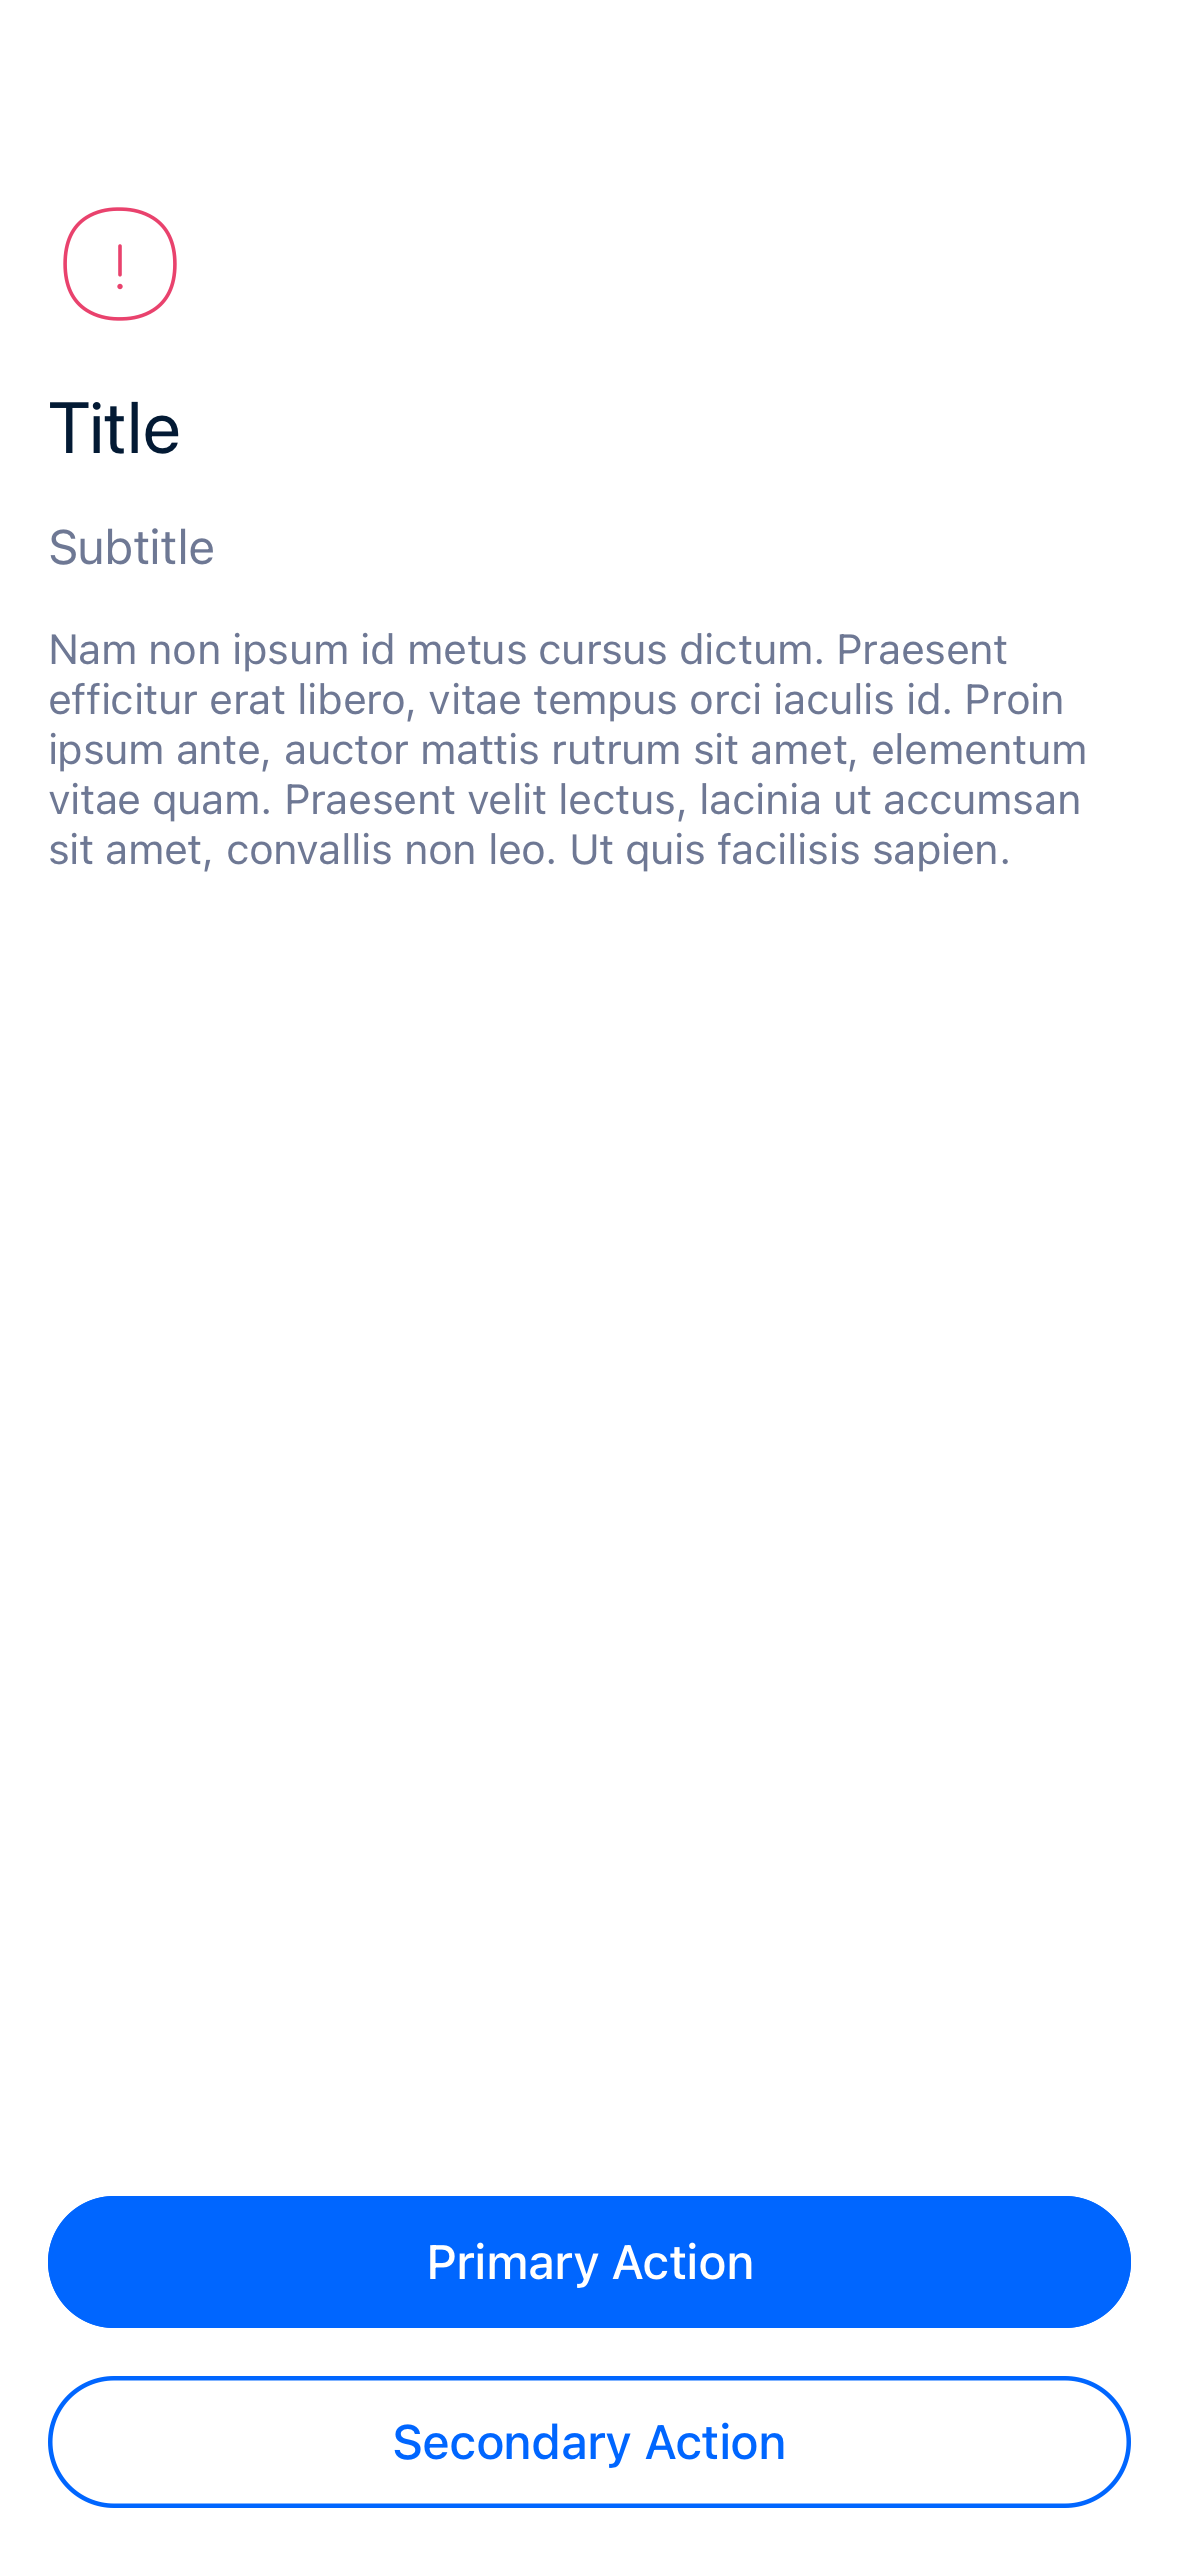 Title
Subtitle
Nam non ipsum id metus cursus dictum. Praesent
efficitur erat libero, vitae tempus orci iaculis id. Proin
ipsum ante, auctor mattis rutrum sit amet, elementum
vitae quam. Praesent velit lectus, lacinia ut accumsan
sit amet, convallis non leo. Ut quis facilisis sapien.
Primary Action
Secondary Action